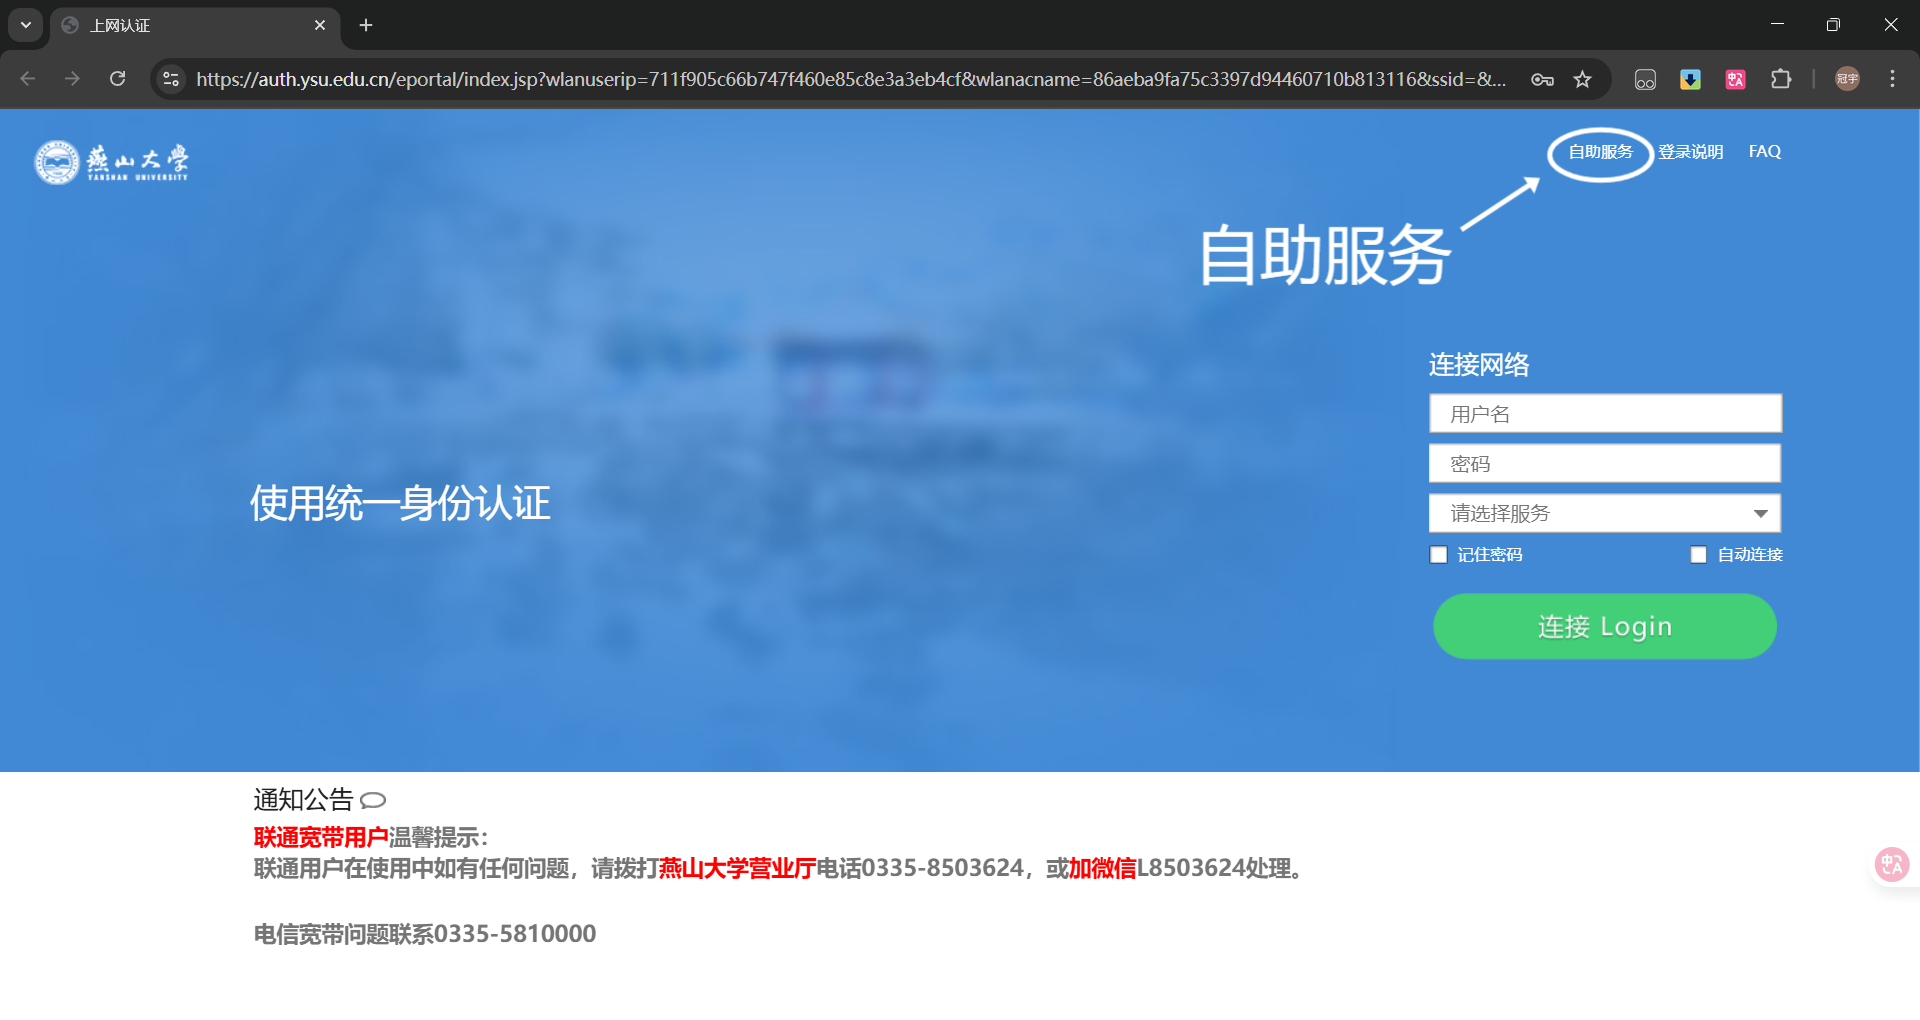 上网认证
https://auth.ysu.edu.cn/eportal/index.jsp?wlanuserip=711f905c66b747f460e85c8e3a3eb4cf&wlanacname=86aeba9fa75c3397d94460710b813116&ssid=&...
冠宇
燕山大学
YANSHAN UNIVERSITY
自助服务 登录说明 FAQ
自助服务
连接网络
用户名
密码
请选择服务
记住密码 自动连接
连接 Login
使用统一身份认证
通知公告
联通宽带用户温馨提示：
联通用户在使用中如有任何问题，请拨打燕山大学营业厅电话0335-8503624，或加微信L8503624处理。
电信宽带问题联系0335-5810000